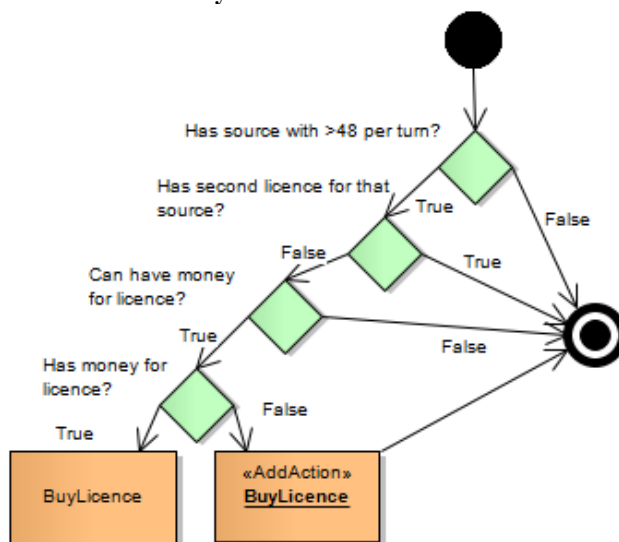 Has source with >48 per turn?
Has second licence for that
source?
True
False
False
True
Can have money
for licence?
True
False
Has money for
licence?
True
False
BuyLicence
«AddAction»
BuyLicence